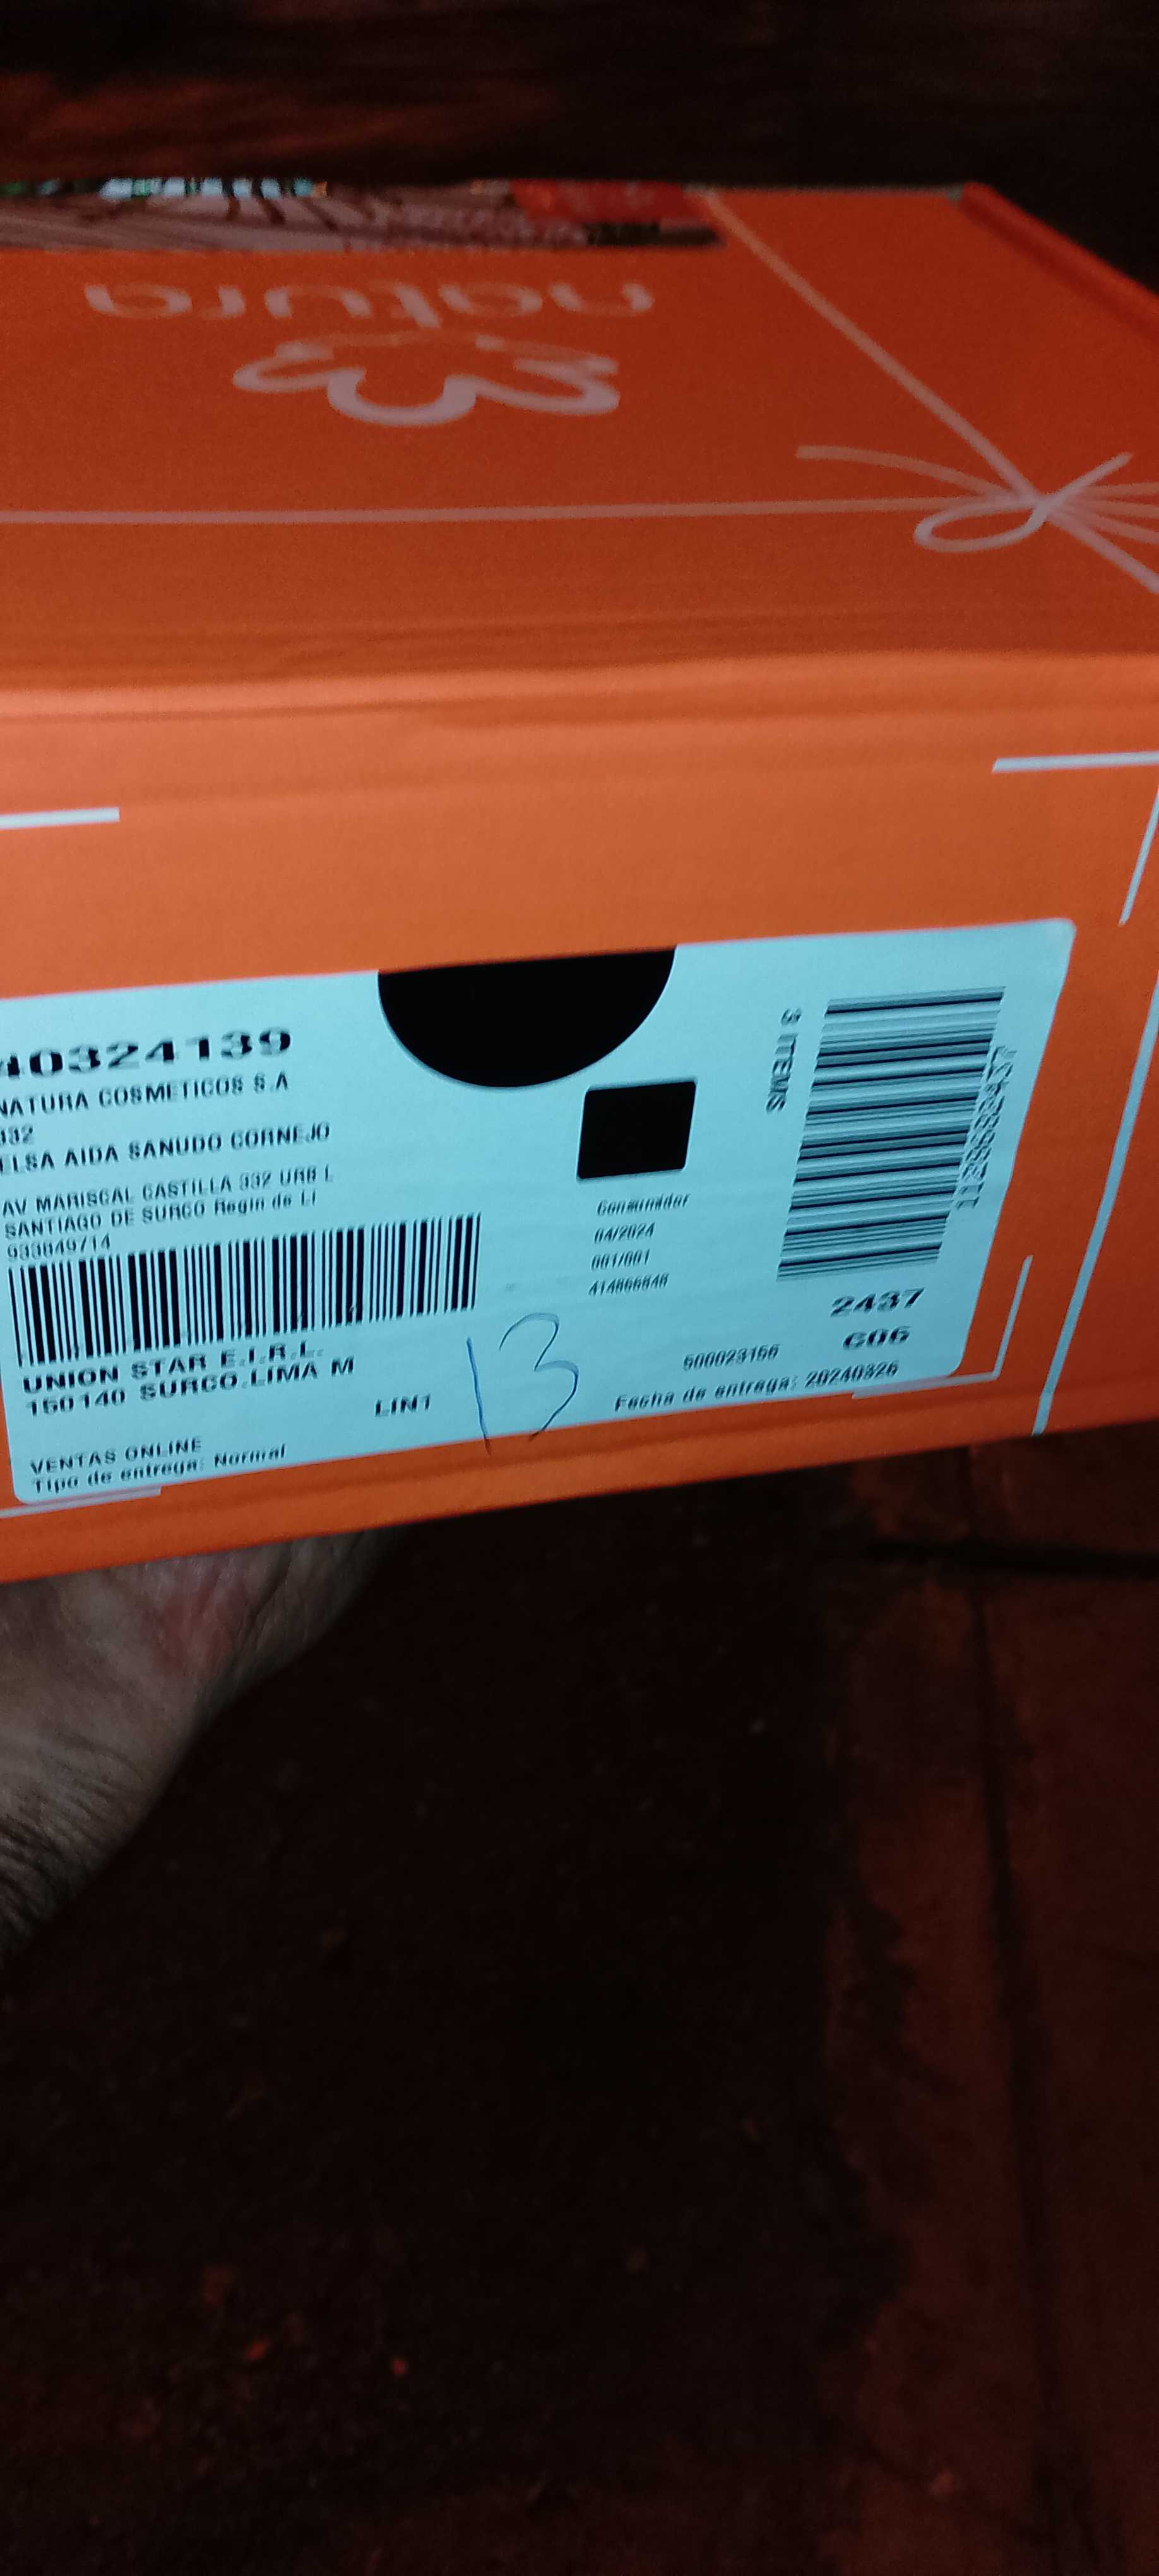 natura
40324139
NATURA COSMETICOS S.A
332
ELSA AIDA SANUDO CORNEJO
AV MARISCAL CASTILLA 332 URB L
SANTIAGO DE SURCO Regin de Li
933849714
UNION STAR E.I.R.L.
150140 SURCO.LIMA M
LIN1
VENTAS ONLINE
Tipo de entrega: Normal
13
3 ITEMS
Consumidor
04/2024
001/001
414866846
2437
C06
500023156
Fecha de entrega: 20240326